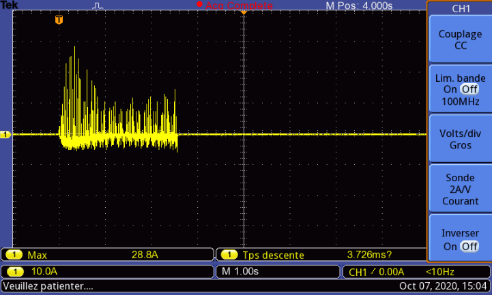 Tek
Acq Complete
M Pos: 4.000s
CH1
T
Couplage
CC
Lim. bande
On Off
100MHz
1
Volts/div
Gros
Sonde
2A/V
Courant
Inverser
On Off
1 Max 28.8A
1 Tps descente 3.726ms?
1 10.0A
M 1.00s
CH1 / 0.00A <10Hz
Veuillez patienter....
Oct 07, 2020, 15:04